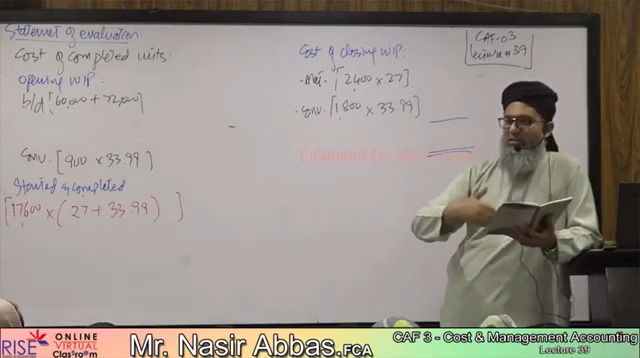 Statement of evaluation
Cost of completed units:
opening WIP:
b/d [60,000 + 72,000]
Conv. [900 × 33.99]
Started & completed
[17600 × (27 + 33.99) ]
Cost of closing WIP:
- Mat. [2400 × 27]
- Conv. [1800 × 33.99]
CAF-03
Lecture # 39
RISE
ONLINE
VIRTUAL
Classroom
Mr. Nasir Abbas.FCA
CAF 3 - Cost & Management Accounting
Lecture 39